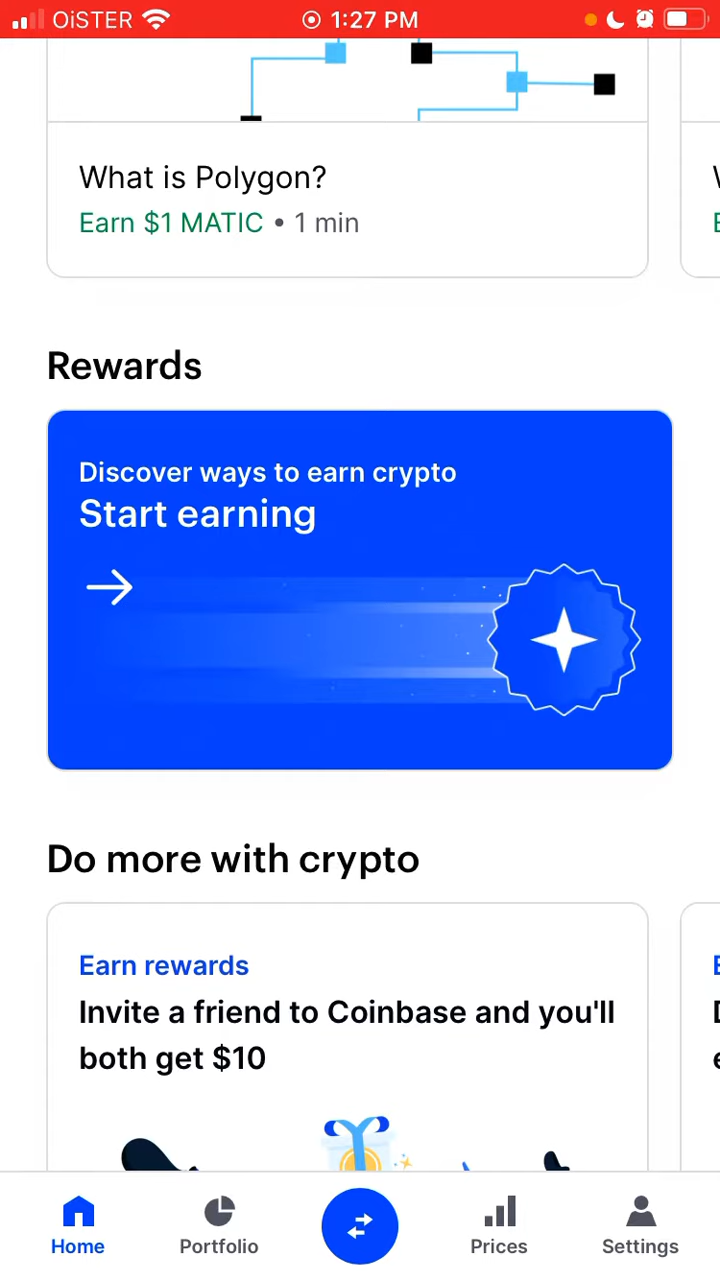 OiSTER 1:27 PM
What is Polygon?
Earn $1 MATIC • 1 min
Rewards
Discover ways to earn crypto
Start earning
Do more with crypto
Earn rewards
Invite a friend to Coinbase and you'll
both get $10
Home Portfolio Prices Settings